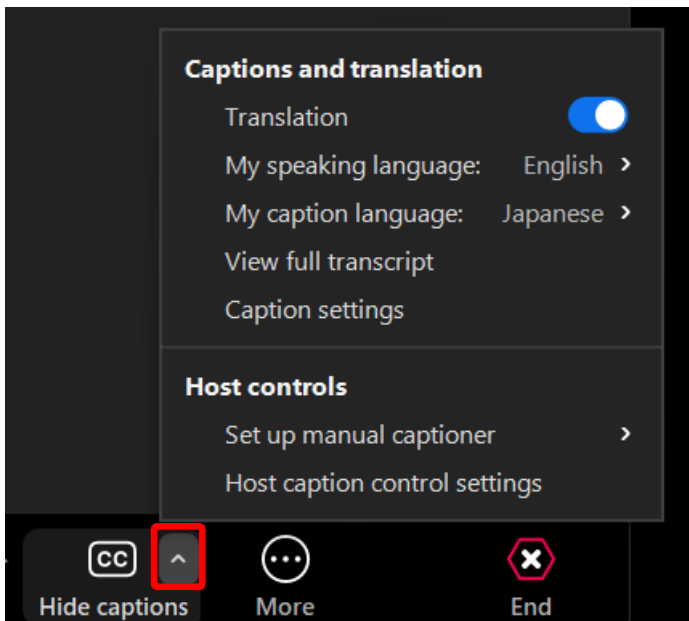 Captions and translation
Translation
My speaking language: English
My caption language: Japanese
View full transcript
Caption settings
Host controls
Set up manual captioner
Host caption control settings
CC
Hide captions
More
End